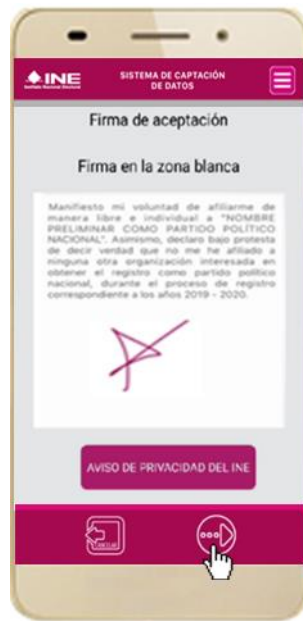 INE
Instituto Nacional Electoral
SISTEMA DE CAPTACIÓN
DE DATOS
Firma de aceptación
Firma en la zona blanca
Manifiesto mi voluntad de afiliarme de
manera libre e individual a "NOMBRE
PRELIMINAR COMO PARTIDO POLÍTICO
NACIONAL". Asimismo, declaro bajo protesta
de decir verdad que no me he afiliado a
ninguna otra organización interesada en
obtener el registro como partido político
nacional, durante el proceso de registro
correspondiente a los años 2019 - 2020.
AVISO DE PRIVACIDAD DEL INE